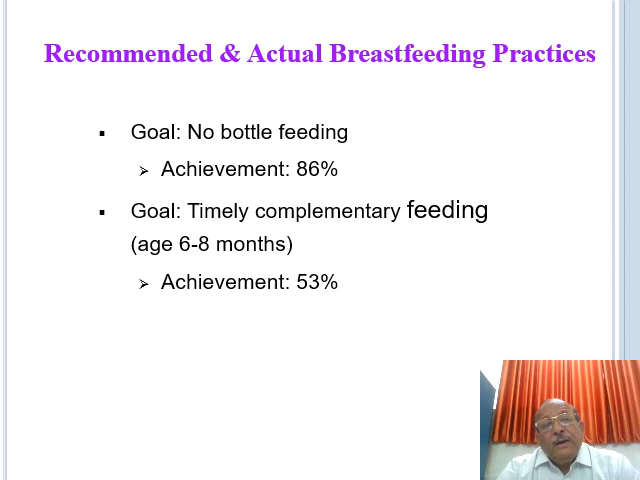 Recommended & Actual Breastfeeding Practices
▪ Goal: No bottle feeding
➢ Achievement: 86%
▪ Goal: Timely complementary feeding
(age 6-8 months)
➢ Achievement: 53%